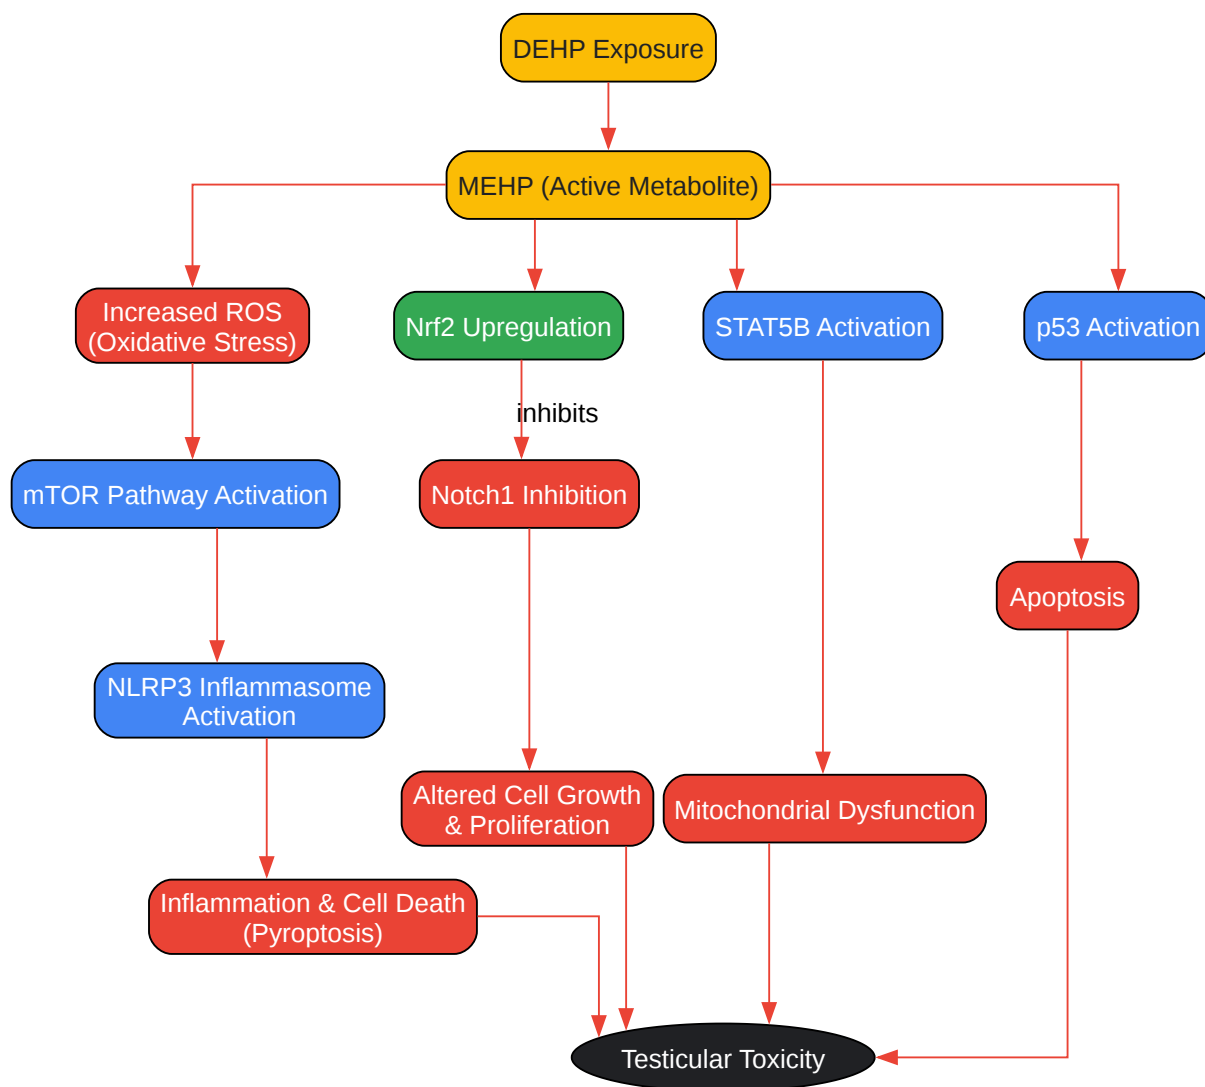 DEHP Exposure
MEHP (Active Metabolite)
Increased ROS
(Oxidative Stress)
Nrf2 Upregulation
STAT5B Activation
p53 Activation
inhibits
mTOR Pathway Activation
Notch1 Inhibition
Apoptosis
NLRP3 Inflammasome
Activation
Altered Cell Growth
& Proliferation
Mitochondrial Dysfunction
Inflammation & Cell Death
(Pyroptosis)
Testicular Toxicity